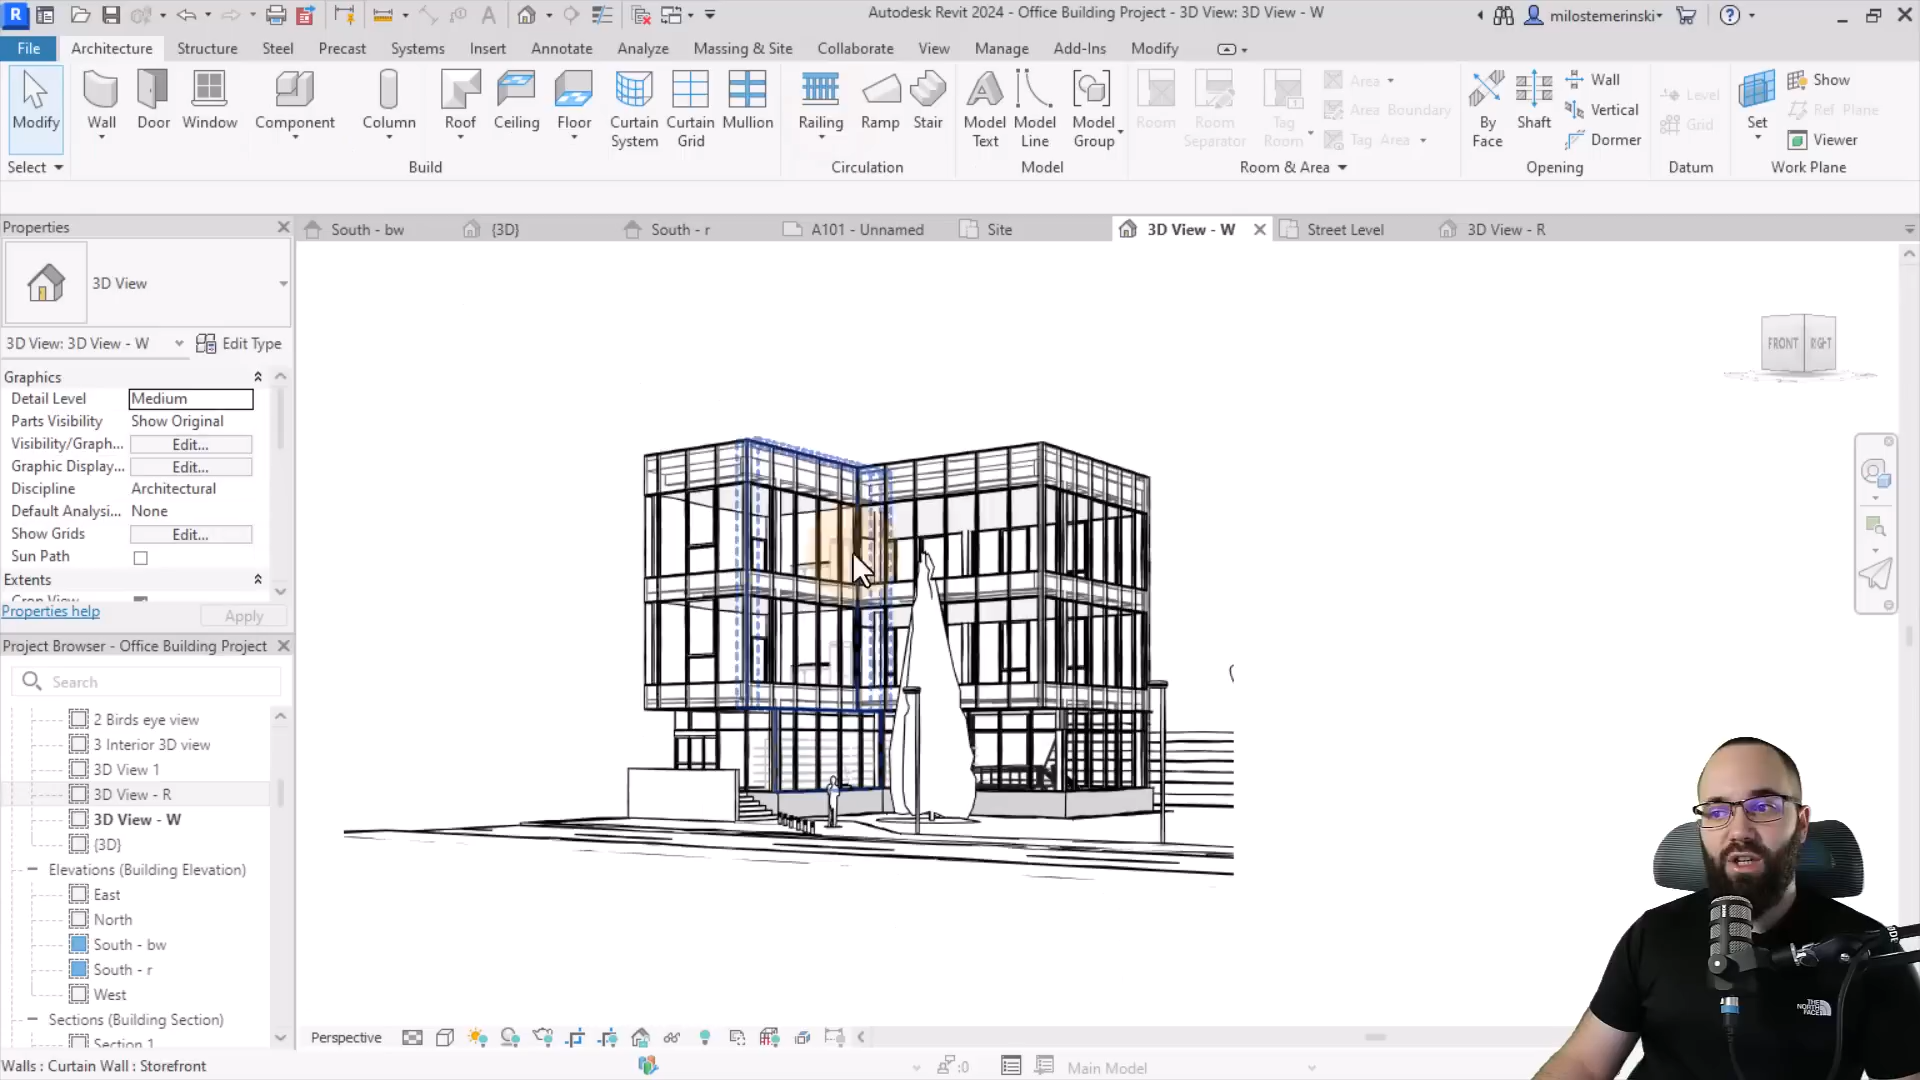 Autodesk Revit 2024 - Office Building Project - 3D View: 3D View - W
milostemerinski
File Architecture Structure Steel Precast Systems Insert Annotate Analyze Massing & Site Collaborate View Manage Add-Ins Modify
Modify
Wall
Door
Window
Component
Column
Roof
Ceiling
Floor
Curtain System
Curtain Grid
Mullion
Railing
Ramp
Stair
Model Text
Model Line
Model Group
Room
Room Separator
Tag Room
Area
Area Boundary
Tag Area
By Face
Shaft
Wall
Vertical
Dormer
Level
Grid
Set
Show
Ref Plane
Viewer
Select Build Circulation Model Room & Area Opening Datum Work Plane
Properties
South - bw {3D} South - r A101 - Unnamed Site 3D View - W Street Level 3D View - R
3D View
3D View: 3D View - W Edit Type
Graphics
Detail Level Medium
Parts Visibility Show Original
Visibility/Graph... Edit...
Graphic Display... Edit...
Discipline Architectural
Default Analysi... None
Show Grids Edit...
Sun Path
Extents
Crop View
Properties help Apply
FRONT RIGHT
Project Browser - Office Building Project
Search
2 Birds eye view
3 Interior 3D view
3D View 1
3D View - R
3D View - W
{3D}
Elevations (Building Elevation)
East
North
South - bw
South - r
West
Sections (Building Section)
Section 1
Perspective
Walls : Curtain Wall : Storefront
:0
Main Model
THE NORTH FACE